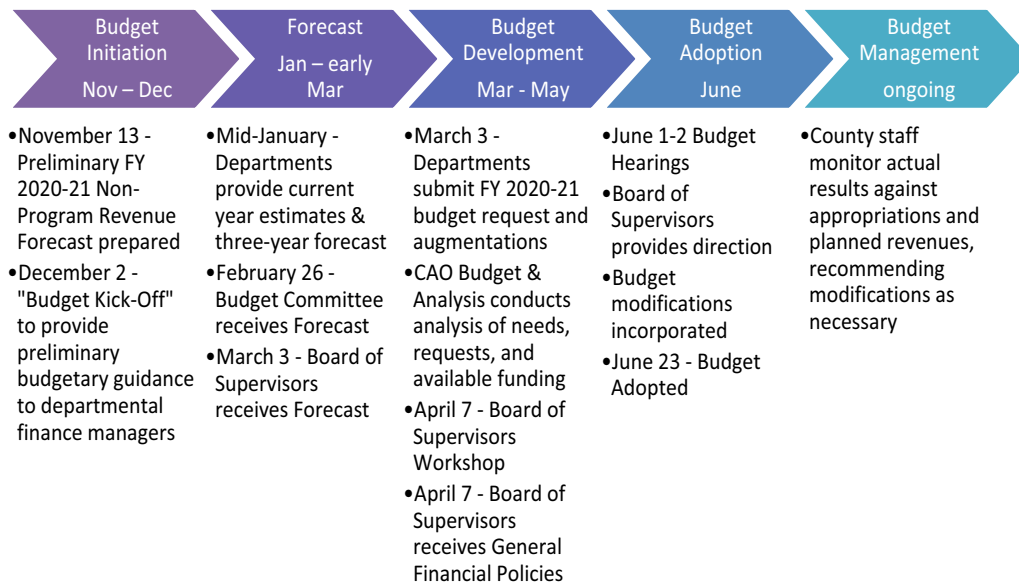 Budget
Initiation
Nov – Dec
•November 13 -
Preliminary FY
2020-21 Non-
Program Revenue
Forecast prepared
•December 2 -
"Budget Kick-Off"
to provide
preliminary
budgetary guidance
to departmental
finance managers
Forecast
Jan – early
Mar
•Mid-January -
Departments
provide current
year estimates &
three-year forecast
•February 26 -
Budget Committee
receives Forecast
•March 3 - Board of
Supervisors
receives Forecast
Budget
Development
Mar - May
•March 3 -
Departments
submit FY 2020-21
budget request and
augmentations
•CAO Budget &
Analysis conducts
analysis of needs,
requests, and
available funding
•April 7 - Board of
Supervisors
Workshop
•April 7 - Board of
Supervisors
receives General
Financial Policies
Budget
Adoption
June
•June 1-2 Budget
Hearings
•Board of
Supervisors
provides direction
•Budget
modifications
incorporated
•June 23 - Budget
Adopted
Budget
Management
ongoing
•County staff
monitor actual
results against
appropriations and
planned revenues,
recommending
modifications as
necessary